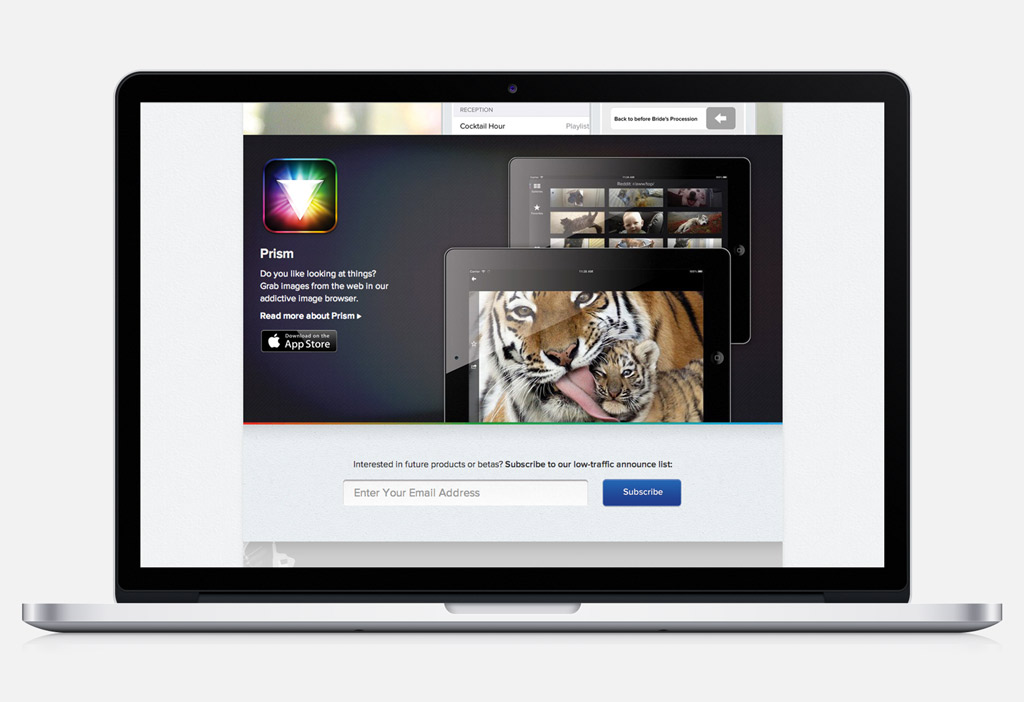 RECEPTION
Cocktail Hour Playlist
Back to before Bride's Procession
Prism
Do you like looking at things?
Grab images from the web in our
addictive image browser.
Read more about Prism ▸
Download on the
App Store
Interested in future products or betas? Subscribe to our low-traffic announce list:
Enter Your Email Address
Subscribe